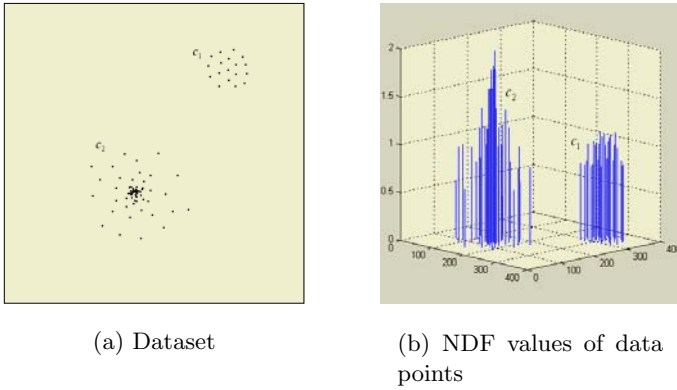 c₁
c₂
2
1.5
1
0.5
0
c₂
c₁
0
100
200
300
400
0
100
200
300
400
(a) Dataset
(b) NDF values of data
points